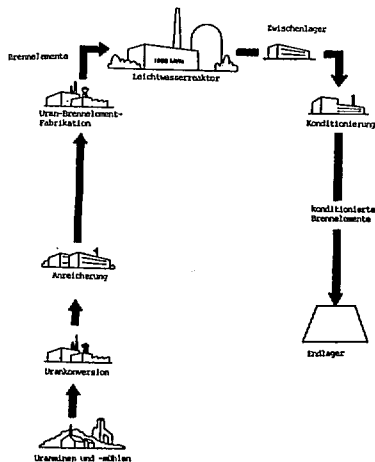 Zwischenlager
Brennelemente
1000 MWe
Leichtwasserreaktor
Uran-Brennelement-
Fabrikation
Konditionierung
konditionierte
Brennelemente
Anreicherung
Endlager
Urankonversion
Uranminen und -mühlen